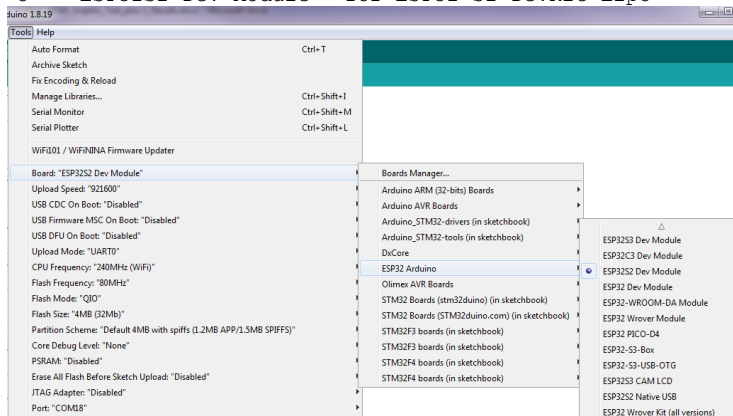 duino 1.8.19
Tools Help
Auto Format Ctrl+T
Archive Sketch
Fix Encoding & Reload
Manage Libraries... Ctrl+Shift+I
Serial Monitor Ctrl+Shift+M
Serial Plotter Ctrl+Shift+L
WiFi101 / WiFiNINA Firmware Updater
Board: "ESP32S2 Dev Module"
Upload Speed: "921600"
USB CDC On Boot: "Disabled"
USB Firmware MSC On Boot: "Disabled"
USB DFU On Boot: "Disabled"
Upload Mode: "UART0"
CPU Frequency: "240MHz (WiFi)"
Flash Frequency: "80MHz"
Flash Mode: "QIO"
Flash Size: "4MB (32Mb)"
Partition Scheme: "Default 4MB with spiffs (1.2MB APP/1.5MB SPIFFS)"
Core Debug Level: "None"
PSRAM: "Disabled"
Erase All Flash Before Sketch Upload: "Disabled"
JTAG Adapter: "Disabled"
Port: "COM18"
Boards Manager...
Arduino ARM (32-bits) Boards
Arduino AVR Boards
Arduino_STM32-drivers (in sketchbook)
Arduino_STM32-tools (in sketchbook)
DxCore
ESP32 Arduino
Olimex AVR Boards
STM32 Boards (stm32duino) (in sketchbook)
STM32 Boards (STM32duino.com) (in sketchbook)
STM32F3 boards (in sketchbook)
STM32F3 boards (in sketchbook)
STM32F4 boards (in sketchbook)
STM32F4 boards (in sketchbook)
ESP32S3 Dev Module
ESP32C3 Dev Module
ESP32S2 Dev Module
ESP32 Dev Module
ESP32-WROOM-DA Module
ESP32 Wrover Module
ESP32 PICO-D4
ESP32-S3-Box
ESP32-S3-USB-OTG
ESP32S3 CAM LCD
ESP32S2 Native USB
ESP32 Wrover Kit (all versions)